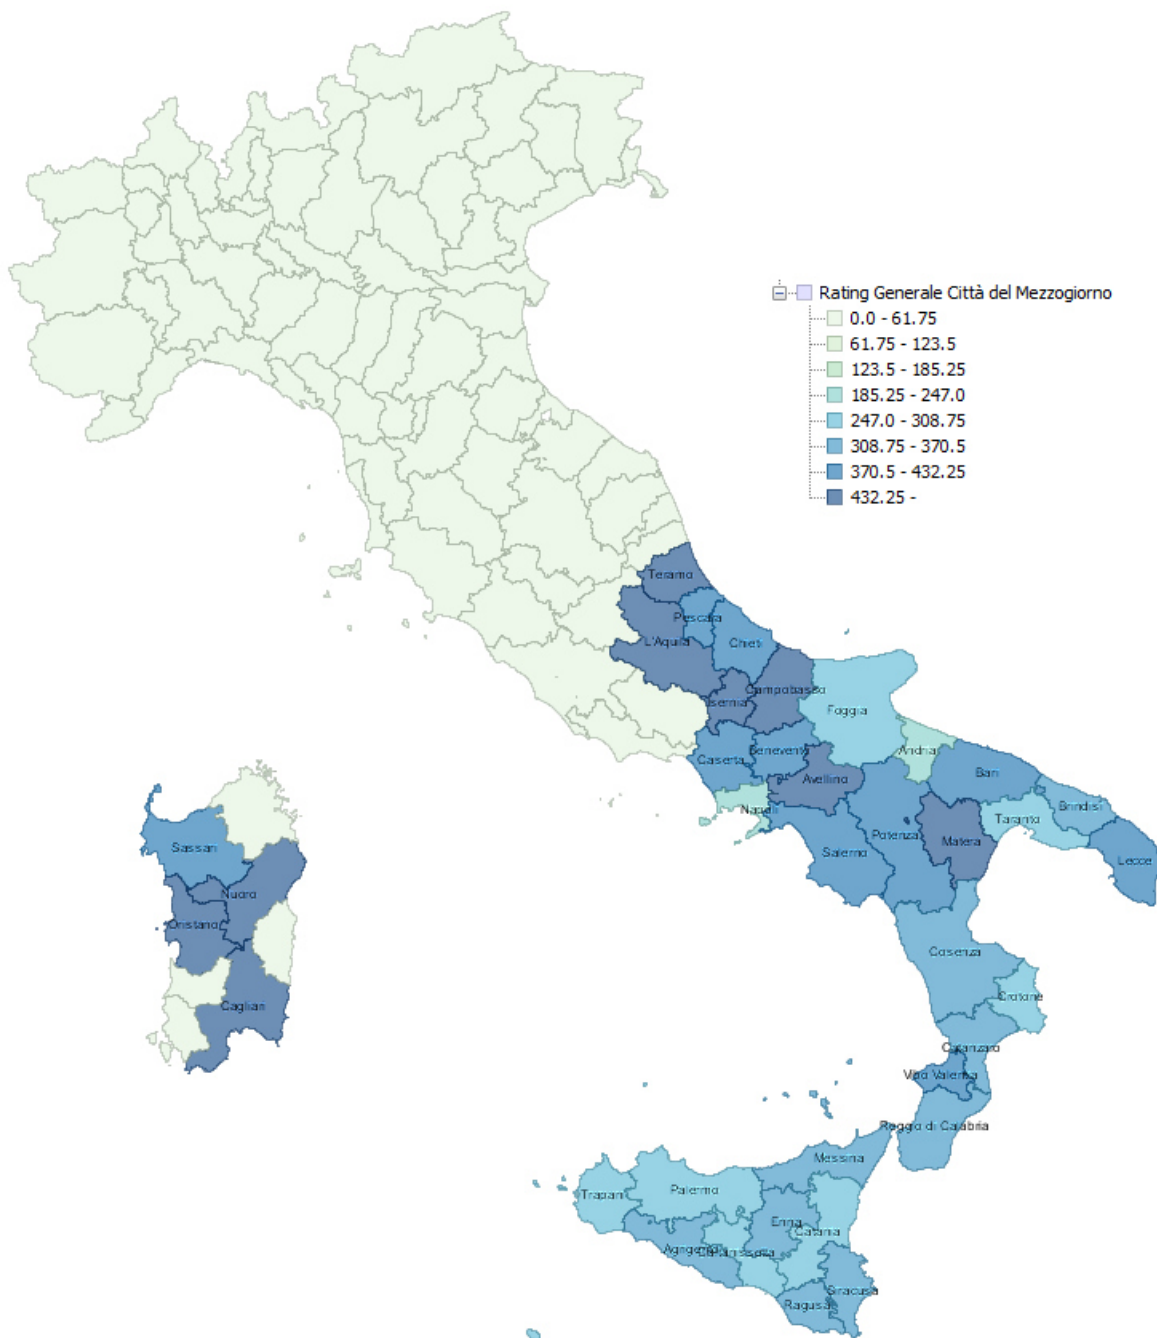 Rating Generale Città del Mezzogiorno
0.0 - 61.75
61.75 - 123.5
123.5 - 185.25
185.25 - 247.0
247.0 - 308.75
308.75 - 370.5
370.5 - 432.25
432.25 -
Teramo
Pescara
L'Aquila
Chieti
Isernia
Campobasso
Foggia
Andria
Caserta
Benevento
Avellino
Bari
Napoli
Brindisi
Taranto
Potenza
Matera
Salerno
Lecce
Sassari
Nuoro
Oristano
Cagliari
Cosenza
Crotone
Catanzaro
Vibo Valentia
Reggio di Calabria
Messina
Trapani
Palermo
Enna
Catania
Agrigento
Caltanissetta
Siracusa
Ragusa